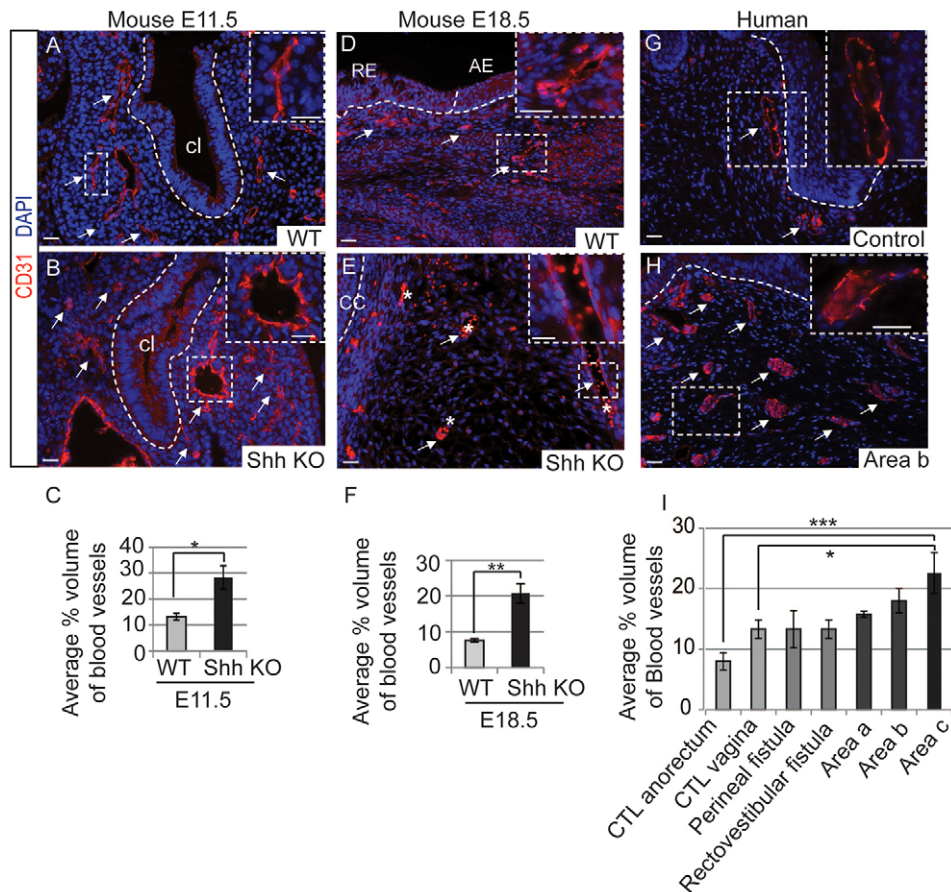 Mouse E11.5
Mouse E18.5
Human
CD31 DAPI
A
cl
WT
B
cl
Shh KO
D
RE
AE
WT
E
CC
*
*
*
*
Shh KO
G
Control
H
Area b
C
Average % volume
of blood vessels
40
30
20
10
0
*
WT
Shh KO
E11.5
F
Average % volume
of blood vessels
30
20
10
0
**
WT
Shh KO
E18.5
I
Average % volume
of Blood vessels
30
20
10
0
***
*
CTL anorectum
CTL vagina
Perineal fistula
Rectovestibular fistula
Area a
Area b
Area c